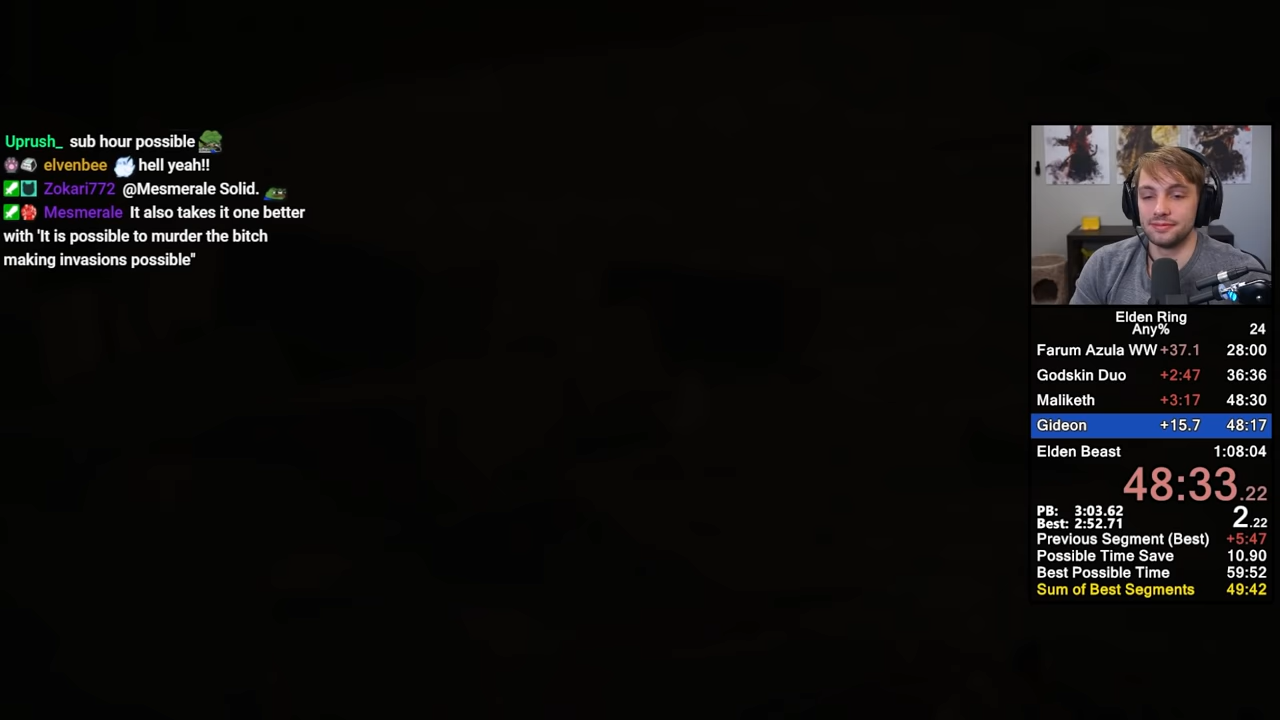 Uprush_ sub hour possible
elvenbee hell yeah!!
Zokari772 @Mesmerale Solid.
Mesmerale It also takes it one better
with 'It is possible to murder the bitch
making invasions possible"
Elden Ring
Any% 24
Farum Azula WW +37.1 28:00
Godskin Duo +2:47 36:36
Maliketh +3:17 48:30
Gideon +15.7 48:17
Elden Beast 1:08:04
48:33.22
PB: 3:03.62
Best: 2:52.71 2.22
Previous Segment (Best) +5:47
Possible Time Save 10.90
Best Possible Time 59:52
Sum of Best Segments 49:42